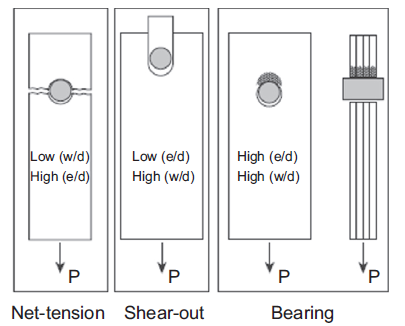 Low (w/d)
High (e/d)
P
Net-tension
Low (e/d)
High (w/d)
P
Shear-out
High (e/d)
High (w/d)
P
P
Bearing